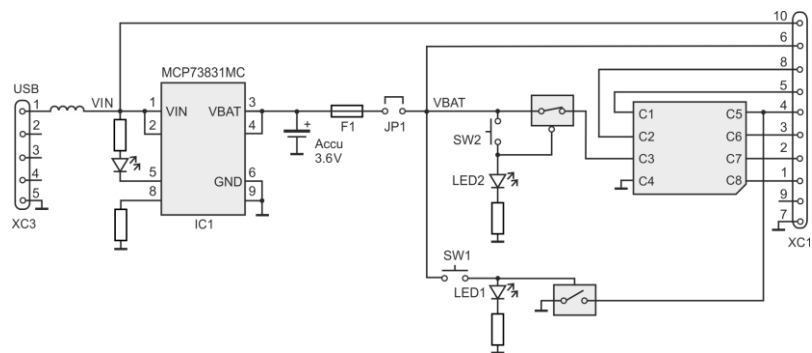 USB
1
2
3
4
5
XC3
VIN
MCP73831MC
1
2
5
8
VIN
VBAT
GND
3
4
6
9
IC1
+
Accu
3.6V
F1
JP1
VBAT
SW2
LED2
SW1
LED1
C1
C2
C3
C4
C5
C6
C7
C8
10
6
8
5
4
3
2
1
9
7
XC1